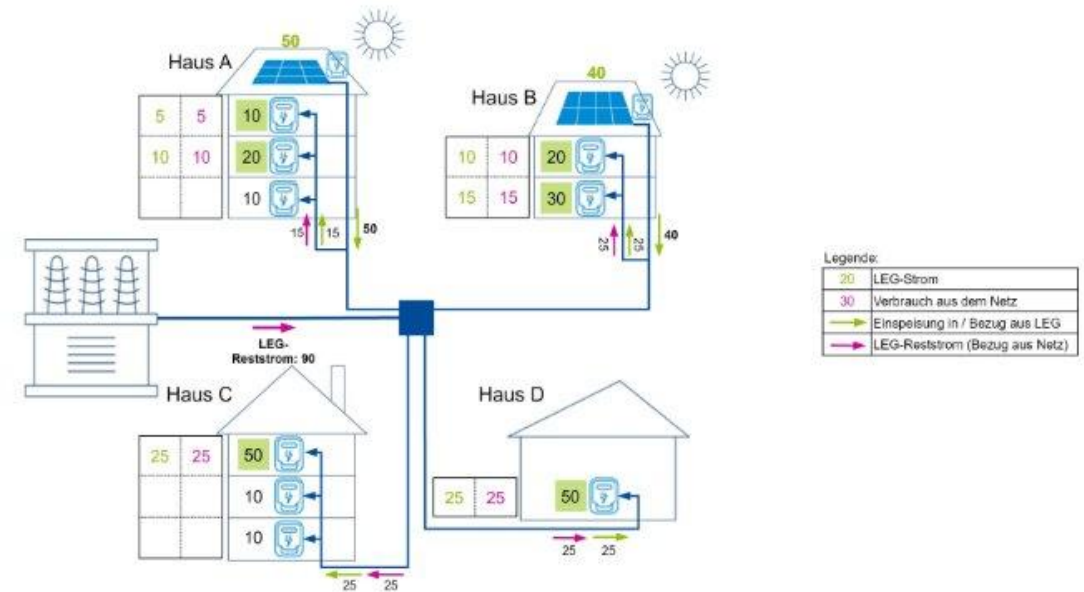 50
Haus A
5 5 10
10 10 20
10
15 15 50
40
Haus B
10 10 20
15 15 30
25 25 40
LEG-
Reststrom: 90
Haus C
25 25 50
10
10
25 25
Haus D
25 25 50
25 25
Legende:
20 LEG-Strom
30 Verbrauch aus dem Netz
Einspeisung in / Bezug aus LEG
LEG-Reststrom (Bezug aus Netz)